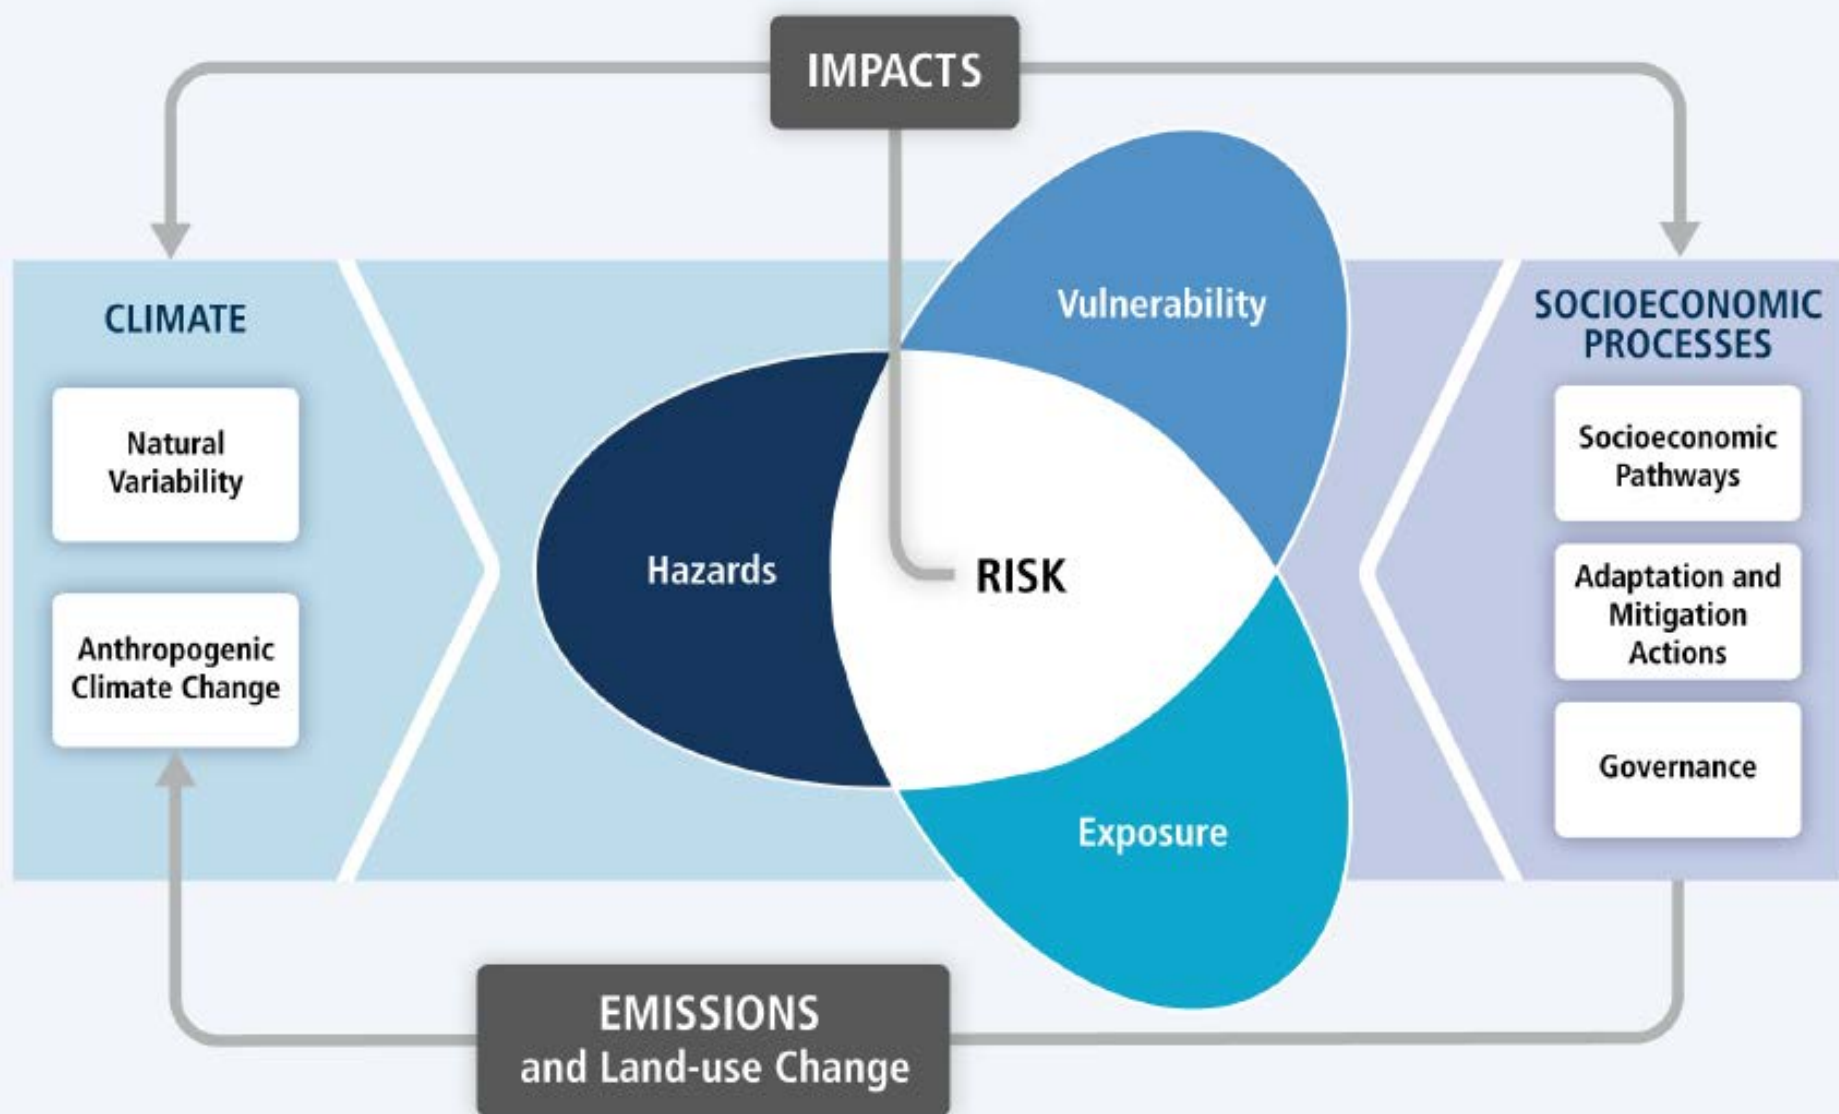 IMPACTS
CLIMATE
Natural
Variability
Anthropogenic
Climate Change
Vulnerability
Hazards
RISK
Exposure
SOCIOECONOMIC
PROCESSES
Socioeconomic
Pathways
Adaptation and
Mitigation
Actions
Governance
EMISSIONS
and Land-use Change